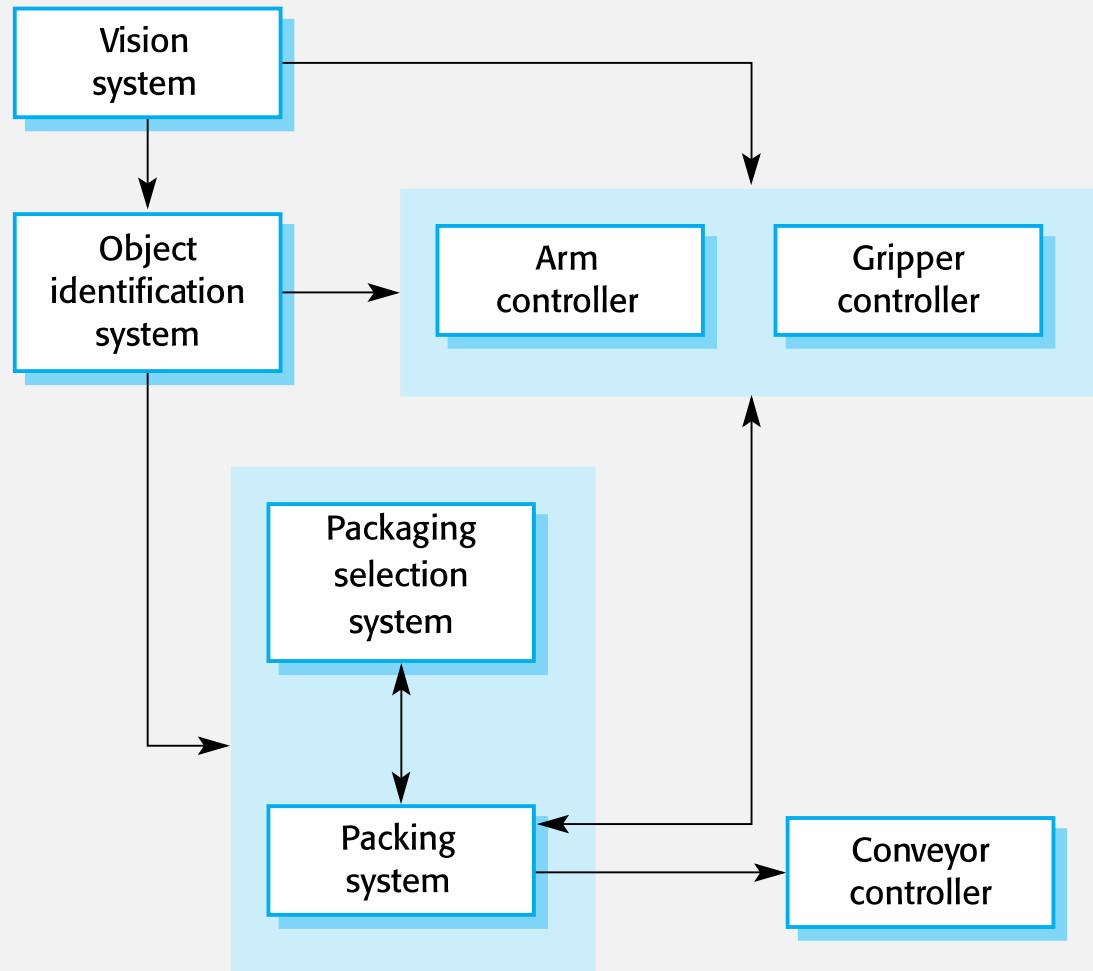 Vision
system
Object
identification
system
Arm
controller
Gripper
controller
Packaging
selection
system
Packing
system
Conveyor
controller